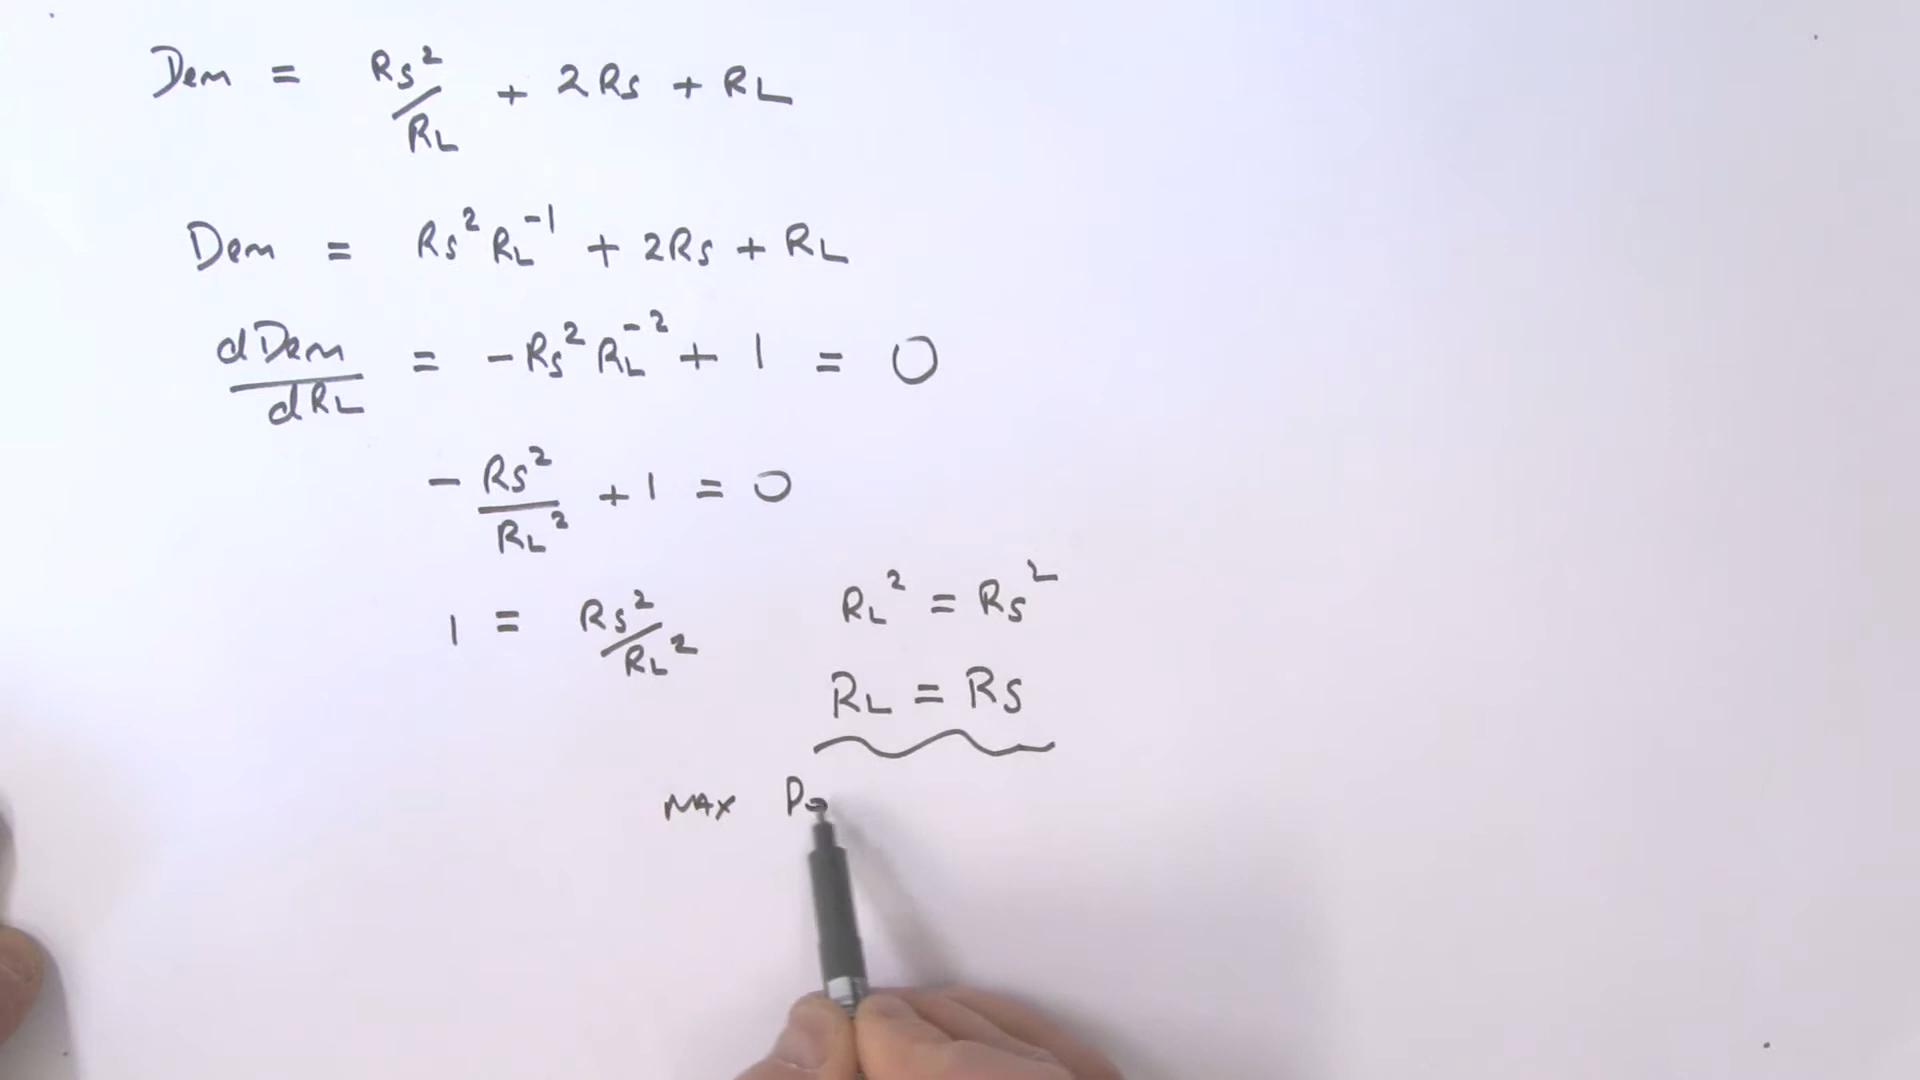 Dem = Rs²/RL + 2Rs + RL
Dem = Rs² RL⁻¹ + 2Rs + RL
dDem/dRL = -Rs² RL⁻² + 1 = 0
- Rs²/RL² + 1 = 0
1 = Rs²/RL²
RL² = Rs²
RL = RS
MAX Po